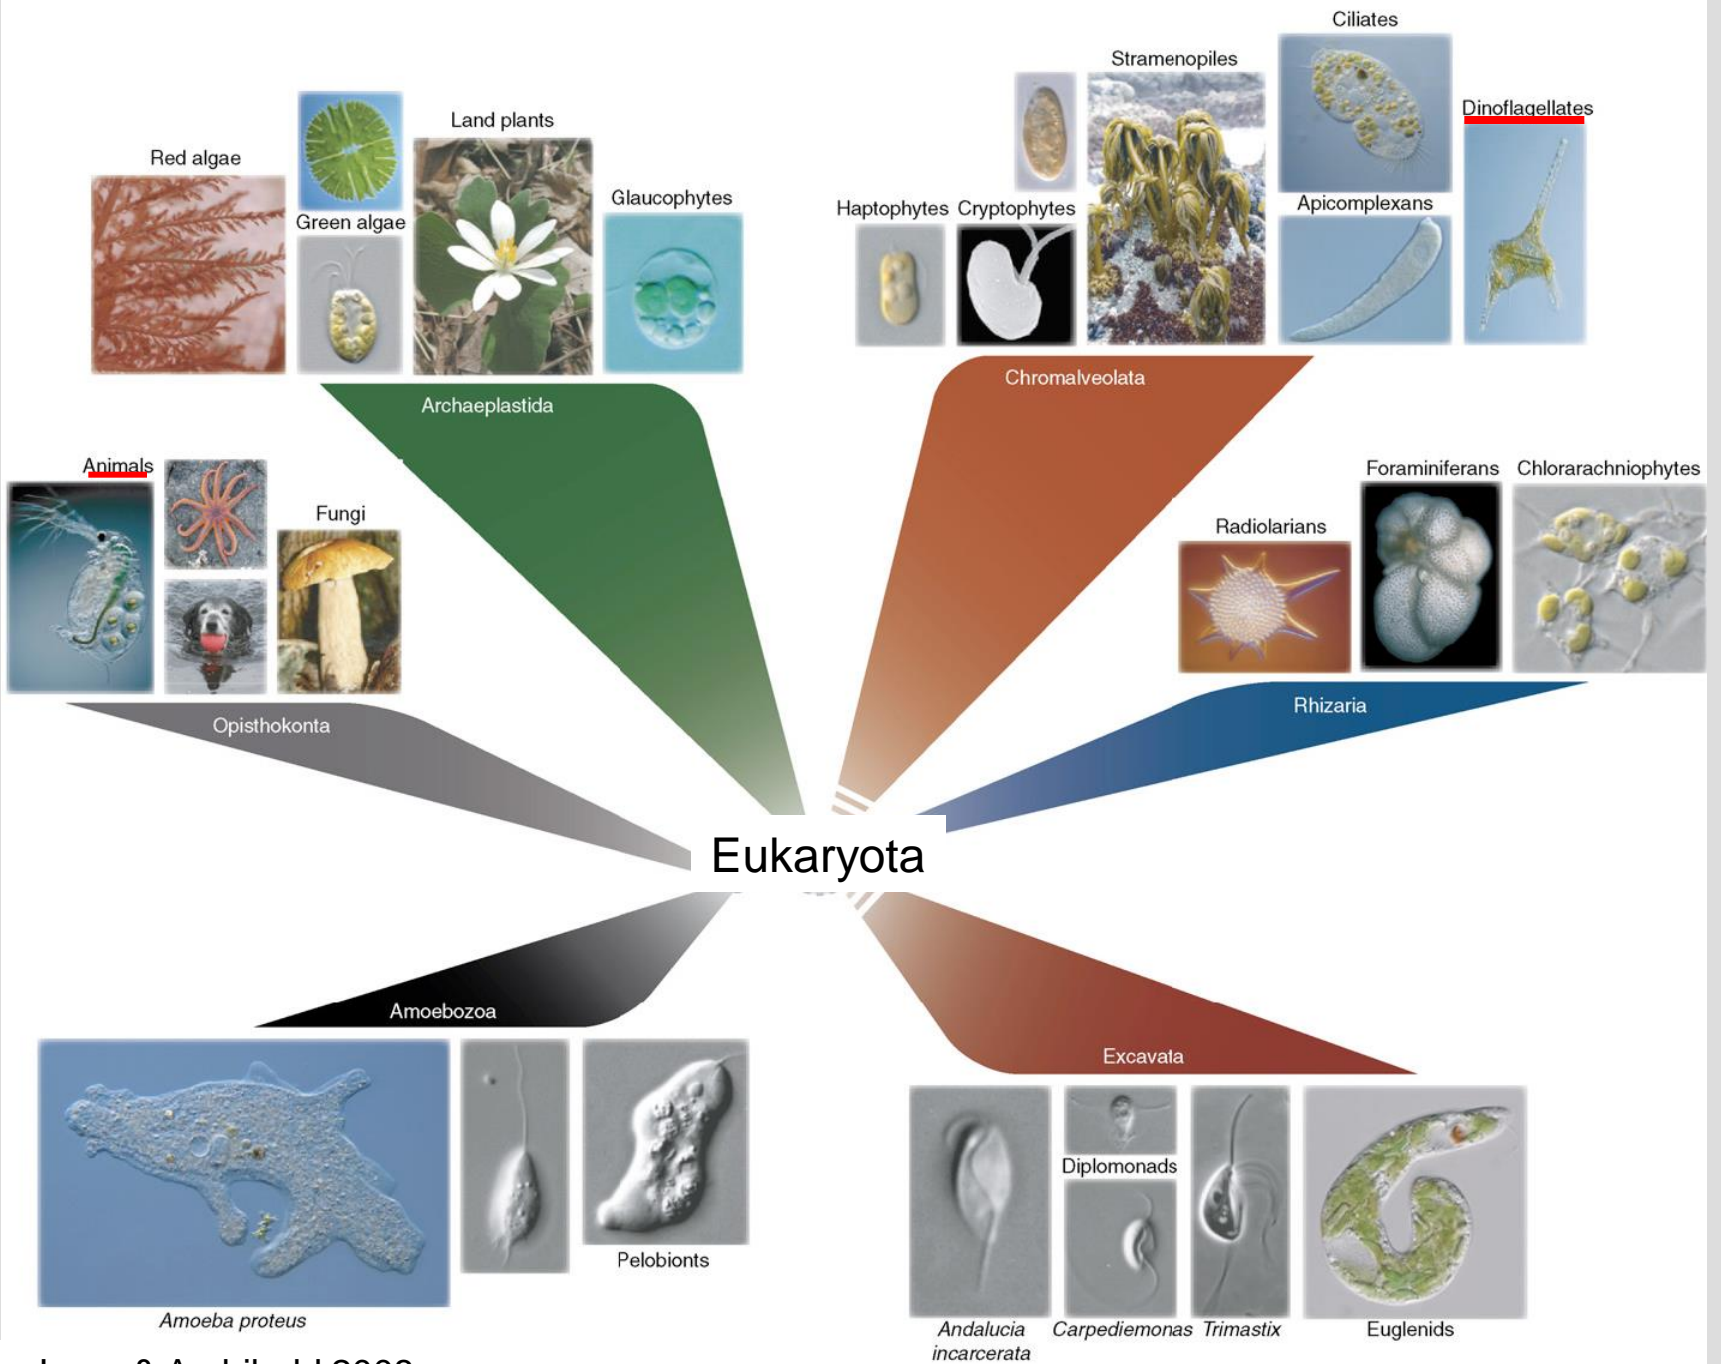 Ciliates
Stramenopiles
Dinoflagellates
Land plants
Red algae
Glaucophytes
Green algae
Haptophytes Cryptophytes
Apicomplexans
Chromalveolata
Archaeplastida
Animals
Fungi
Foraminiferans Chlorarachniophytes
Radiolarians
Opisthokonta
Rhizaria
Eukaryota
Amoebozoa
Excavata
Diplomonads
Pelobionts
Amoeba proteus
Andalucia
incarcerata
Carpediemonas Trimastix
Euglenids